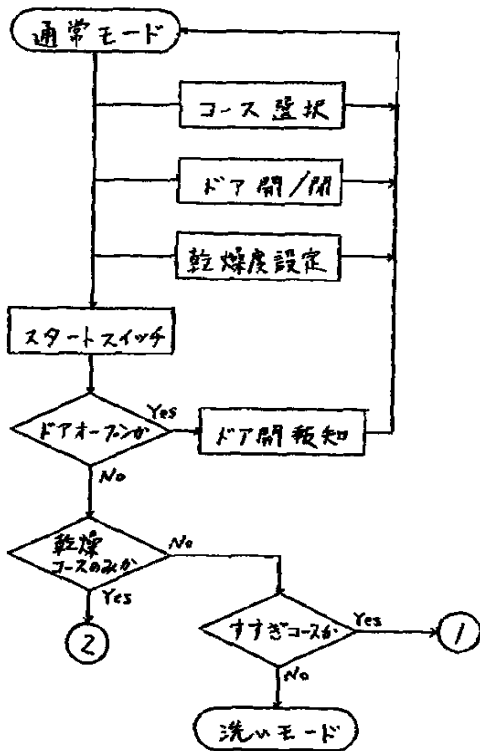 通常モード
コース選択
ドア開/閉
乾燥度設定
スタートスイッチ
ドアオープンか
Yes
ドア開報知
No
乾燥
コースのみか
No
Yes
2
すすぎコースか
Yes
1
No
洗いモード